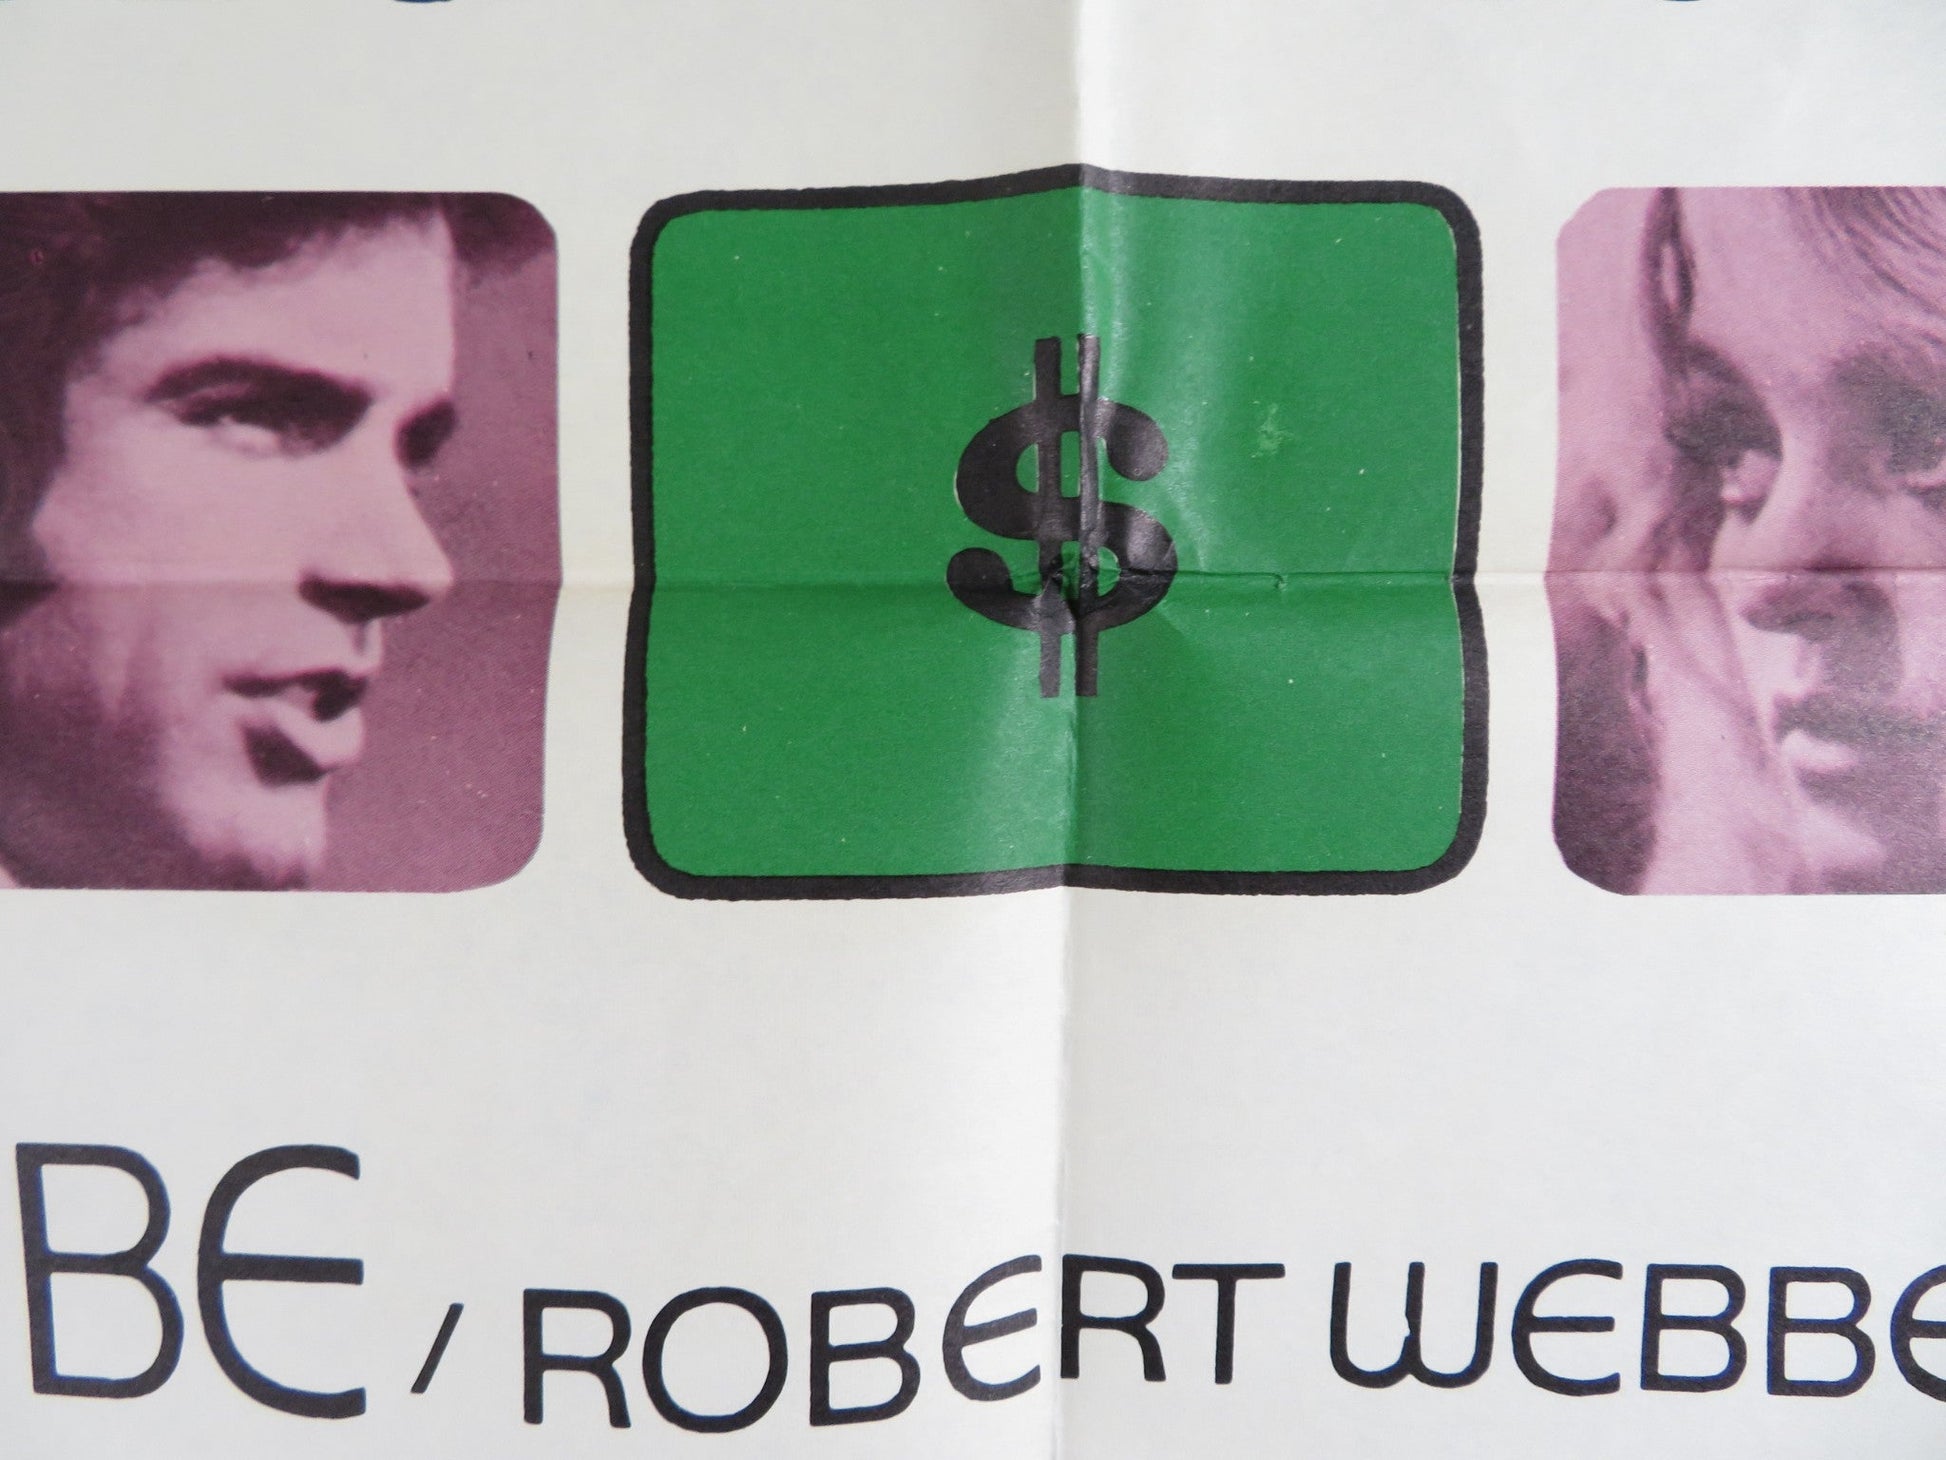 $
BE / ROBERT WEBBE